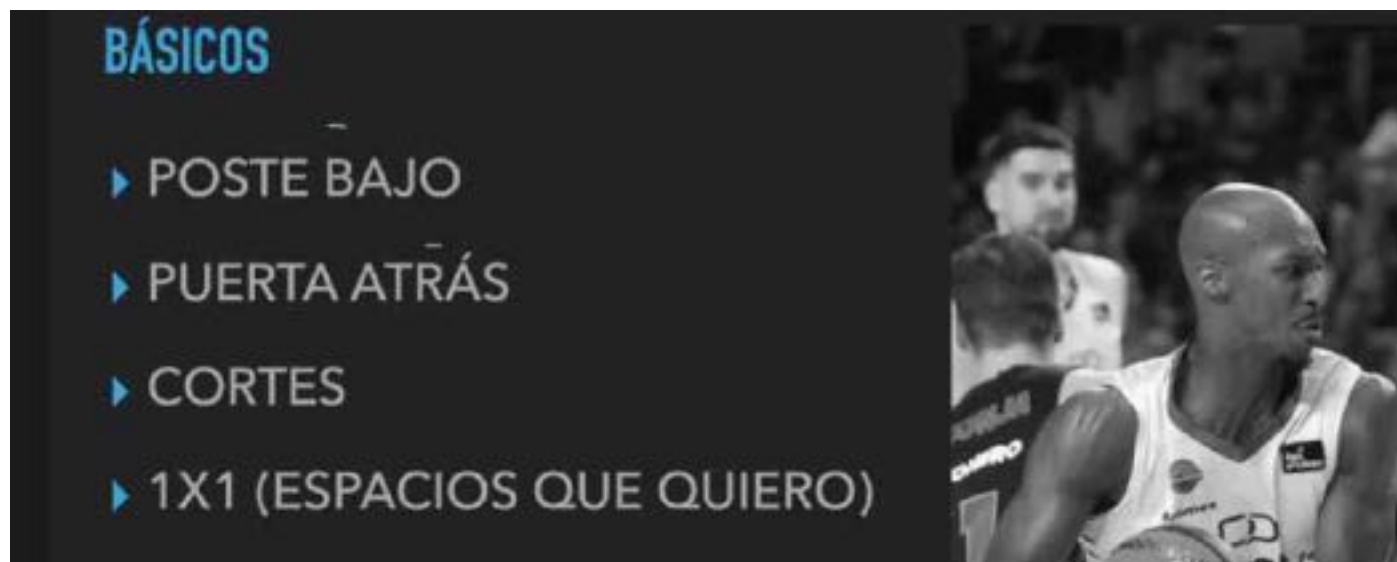 BÁSICOS
POSTE BAJO
PUERTA ATRÁS
CORTES
1X1 (ESPACIOS QUE QUIERO)